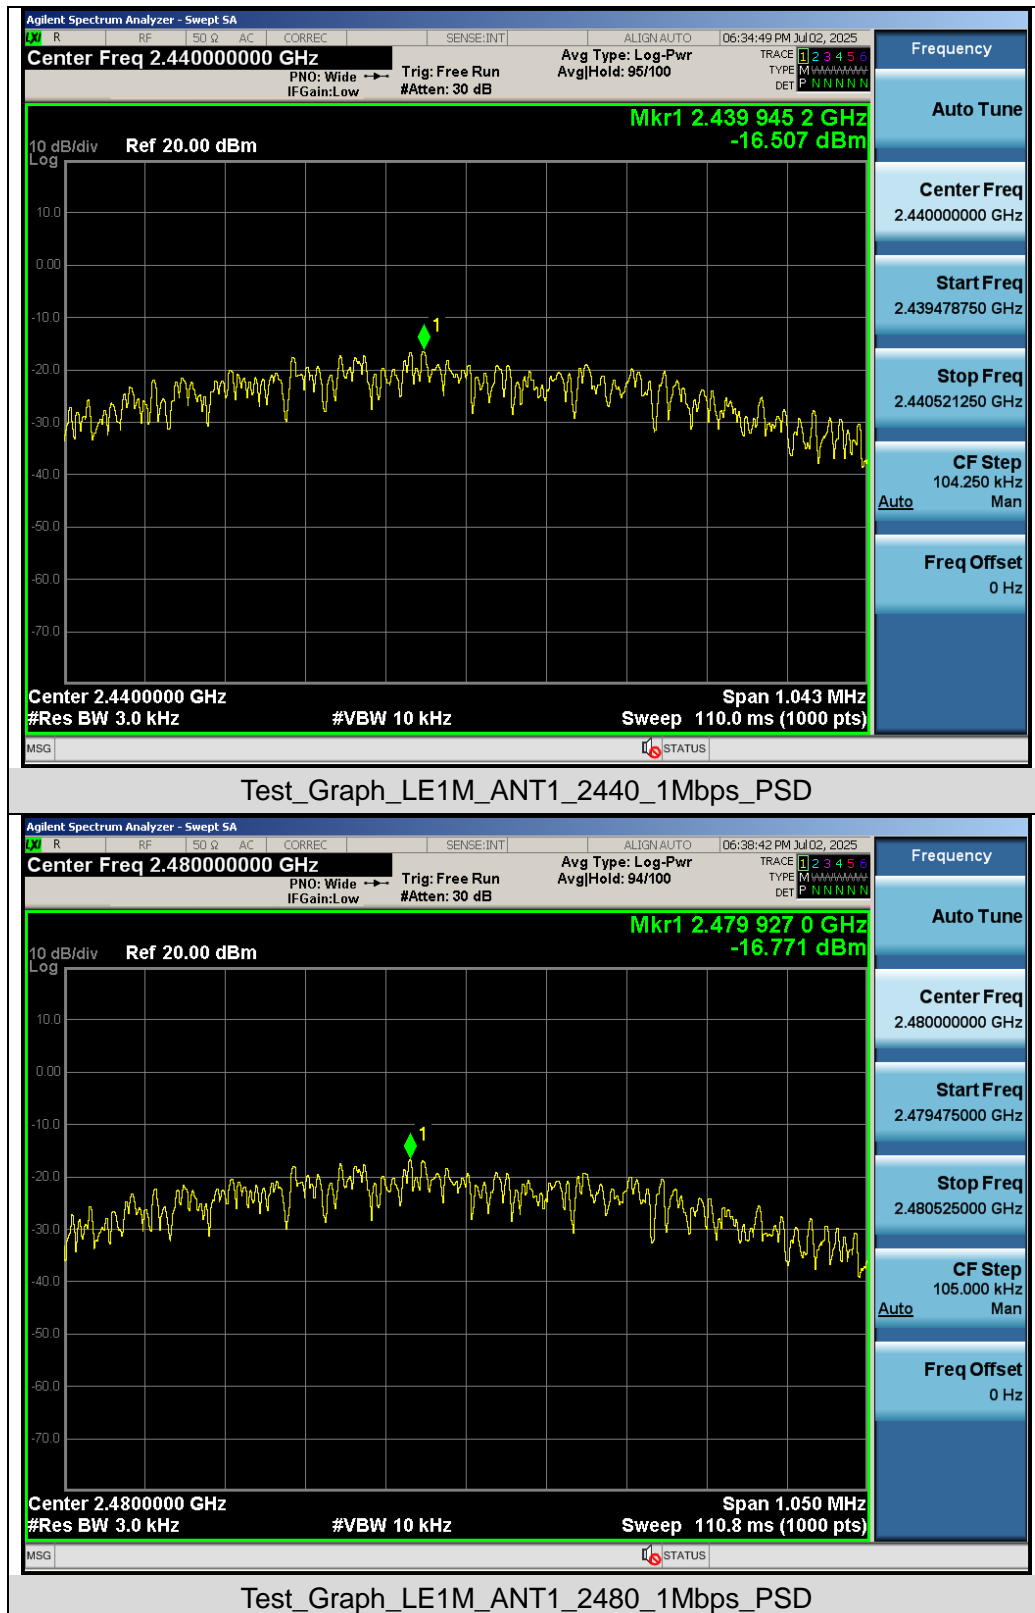 Agilent Spectrum Analyzer - Swept SA
LXI R RF 50 Ω AC CORREC SENSE:INT ALIGN AUTO 06:34:49 PM Jul 02, 2025
Center Freq 2.440000000 GHz
PNO: Wide
IFGain:Low
Trig: Free Run
#Atten: 30 dB
Avg Type: Log-Pwr
Avg|Hold: 95/100
TRACE 1 2 3 4 5 6
TYPE M
DET P N N N N N
Mkr1 2.439 945 2 GHz
-16.507 dBm
10 dB/div Ref 20.00 dBm
Log
10.0
0.00
-10.0
-20.0
-30.0
-40.0
-50.0
-60.0
-70.0
1
Center 2.4400000 GHz Span 1.043 MHz
#Res BW 3.0 kHz #VBW 10 kHz Sweep 110.0 ms (1000 pts)
MSG STATUS
Frequency
Auto Tune
Center Freq
2.440000000 GHz
Start Freq
2.439478750 GHz
Stop Freq
2.440521250 GHz
CF Step
104.250 kHz
Auto Man
Freq Offset
0 Hz
Test_Graph_LE1M_ANT1_2440_1Mbps_PSD
Agilent Spectrum Analyzer - Swept SA
LXI R RF 50 Ω AC CORREC SENSE:INT ALIGN AUTO 06:38:42 PM Jul 02, 2025
Center Freq 2.480000000 GHz
PNO: Wide
IFGain:Low
Trig: Free Run
#Atten: 30 dB
Avg Type: Log-Pwr
Avg|Hold: 94/100
TRACE 1 2 3 4 5 6
TYPE M
DET P N N N N N
Mkr1 2.479 927 0 GHz
-16.771 dBm
10 dB/div Ref 20.00 dBm
Log
10.0
0.00
-10.0
-20.0
-30.0
-40.0
-50.0
-60.0
-70.0
1
Center 2.4800000 GHz Span 1.050 MHz
#Res BW 3.0 kHz #VBW 10 kHz Sweep 110.8 ms (1000 pts)
MSG STATUS
Frequency
Auto Tune
Center Freq
2.480000000 GHz
Start Freq
2.479475000 GHz
Stop Freq
2.480525000 GHz
CF Step
105.000 kHz
Auto Man
Freq Offset
0 Hz
Test_Graph_LE1M_ANT1_2480_1Mbps_PSD